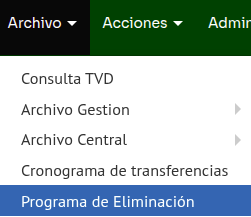 Archivo Acciones Admin
Consulta TVD
Archivo Gestion
Archivo Central
Cronograma de transferencias
Programa de Eliminación